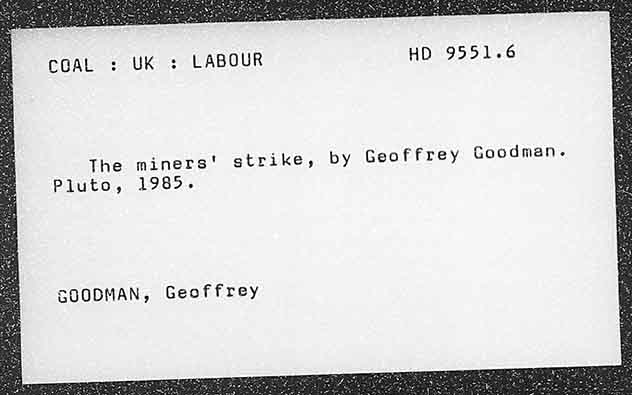 COAL : UK : LABOUR HD 9551.6
The miners' strike, by Geoffrey Goodman.
Pluto, 1985.
GOODMAN, Geoffrey